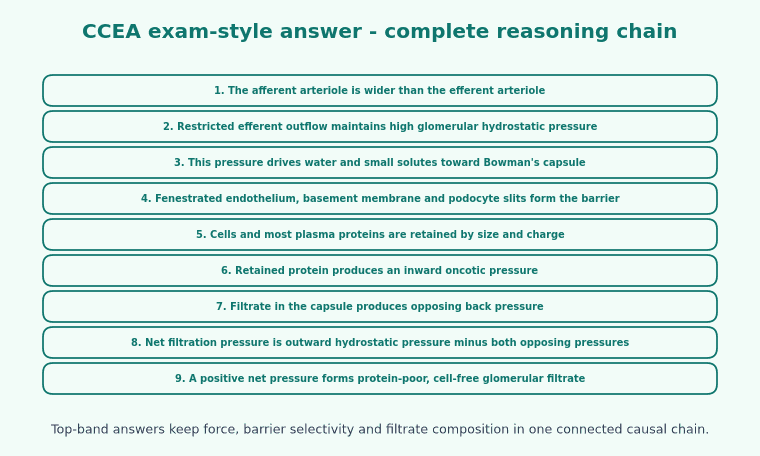 CCEA exam-style answer - complete reasoning chain
1. The afferent arteriole is wider than the efferent arteriole
2. Restricted efferent outflow maintains high glomerular hydrostatic pressure
3. This pressure drives water and small solutes toward Bowman's capsule
4. Fenestrated endothelium, basement membrane and podocyte slits form the barrier
5. Cells and most plasma proteins are retained by size and charge
6. Retained protein produces an inward oncotic pressure
7. Filtrate in the capsule produces opposing back pressure
8. Net filtration pressure is outward hydrostatic pressure minus both opposing pressures
9. A positive net pressure forms protein-poor, cell-free glomerular filtrate
Top-band answers keep force, barrier selectivity and filtrate composition in one connected causal chain.